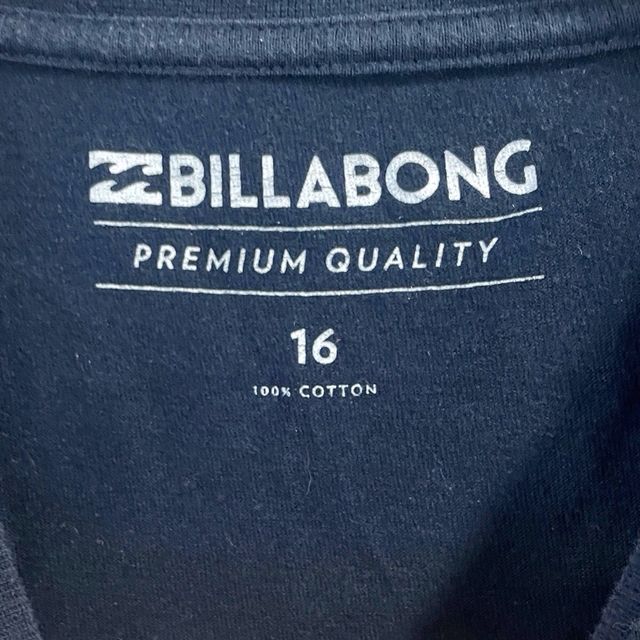 BILLABONG
PREMIUM QUALITY
16
100% COTTON